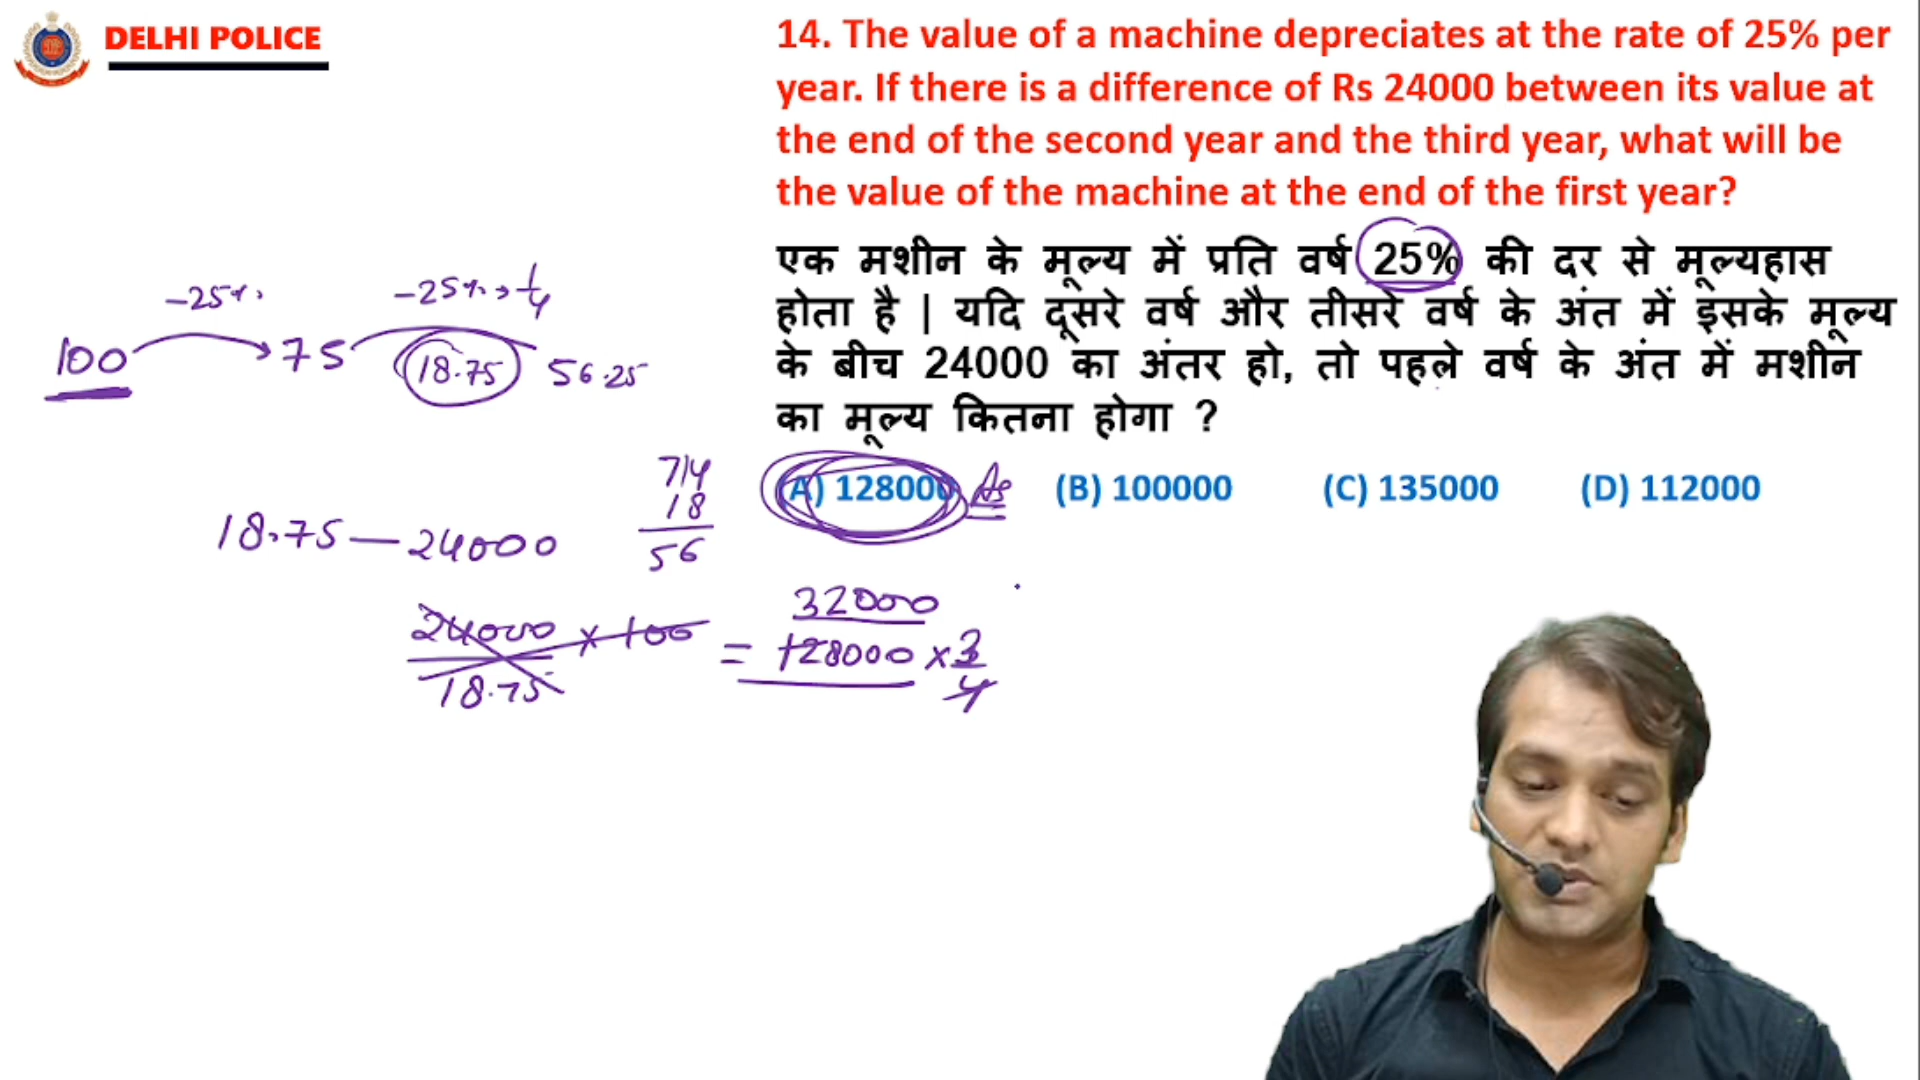 DELHI POLICE
14. The value of a machine depreciates at the rate of 25% per
year. If there is a difference of Rs 24000 between its value at
the end of the second year and the third year, what will be
the value of the machine at the end of the first year?
एक मशीन के मूल्य में प्रति वर्ष 25% की दर से मूल्यहास
होता है | यदि दूसरे वर्ष और तीसरे वर्ष के अंत में इसके मूल्य
के बीच 24000 का अंतर हो, तो पहले वर्ष के अंत में मशीन
का मूल्य कितना होगा ?
(A) 128000 (B) 100000 (C) 135000 (D) 112000
-25% -25% → 1/4
100 → 75 18.75 56.25
18.75 — 24000
18
56
24000 × 100 = 128000 × 3
18.75 4
32000